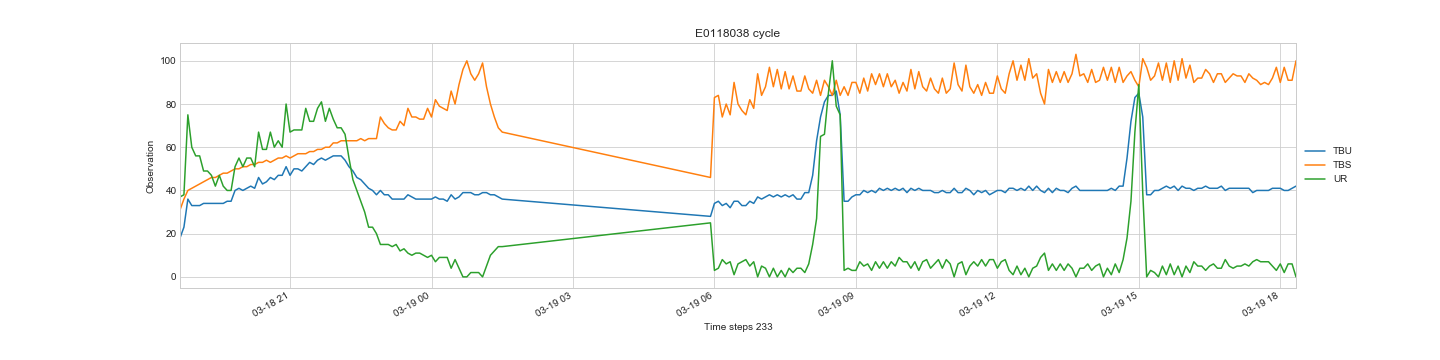 E0118038 cycle
Observation
100
80
60
40
20
0
03-18 21
03-19 00
03-19 03
03-19 06
03-19 09
03-19 12
03-19 15
03-19 18
Time steps 233
TBU
TBS
UR